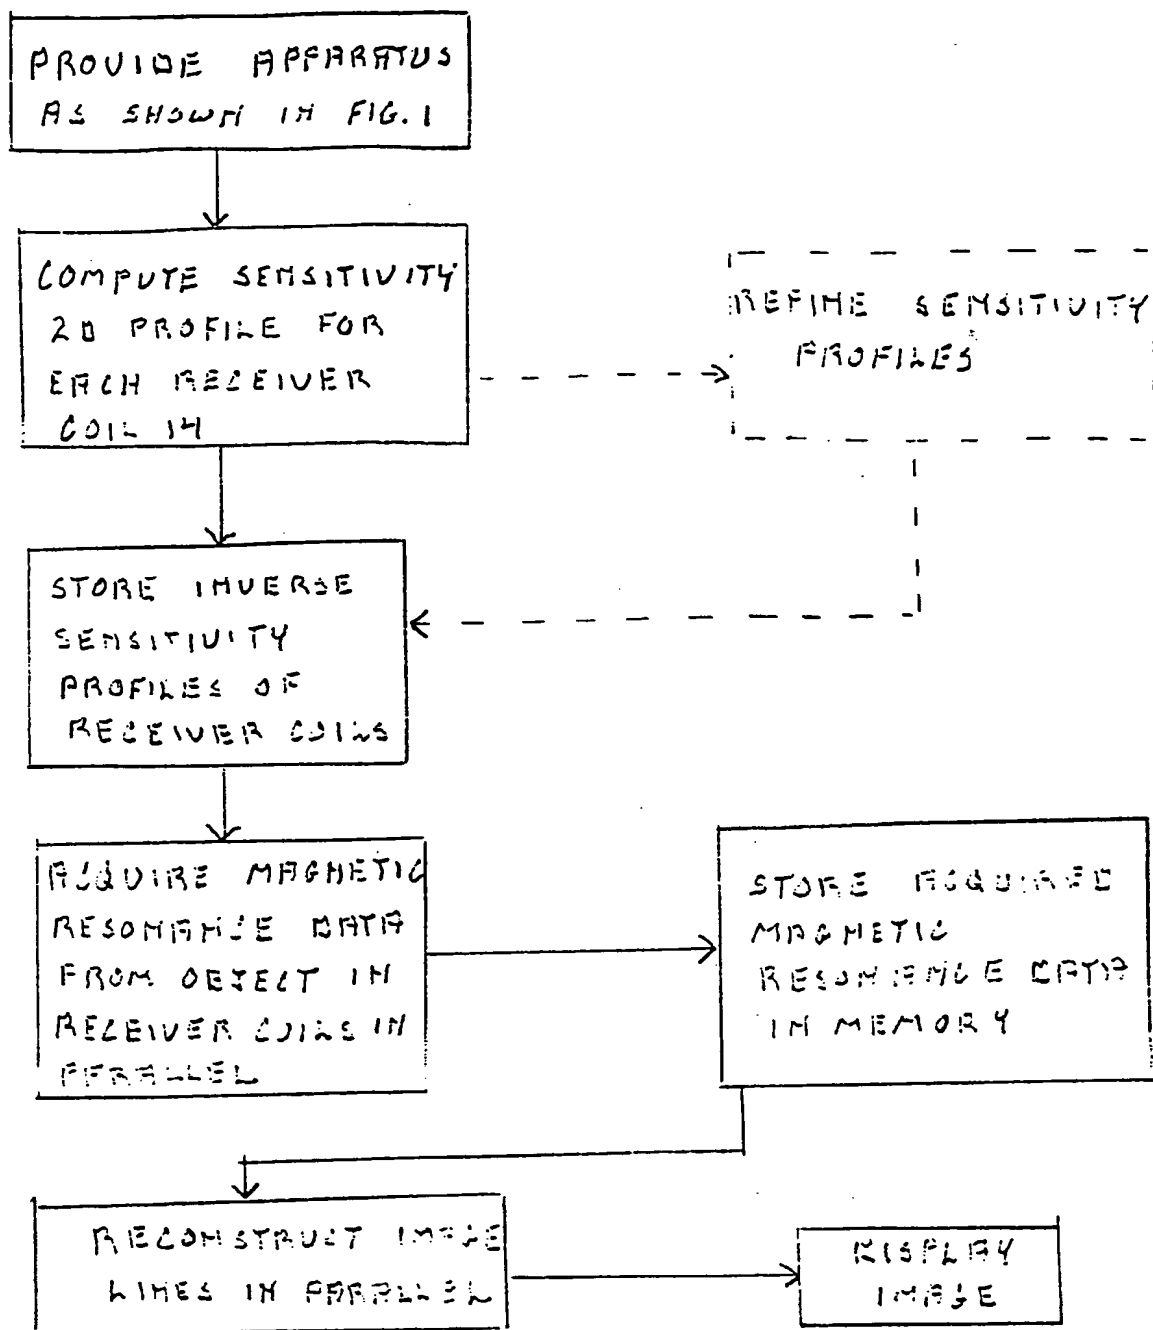 PROVIDE APPARATUS
AS SHOWN IN FIG. 1
COMPUTE SENSITIVITY
2D PROFILE FOR
EACH RECEIVER
COIL 14
REFINE SENSITIVITY
PROFILES
STORE INVERSE
SENSITIVITY
PROFILES OF
RECEIVER COILS
ACQUIRE MAGNETIC
RESONANCE DATA
FROM OBJECT IN
RECEIVER COILS IN
PARALLEL
STORE ACQUIRED
MAGNETIC
RESONANCE DATA
IN MEMORY
RECONSTRUCT IMAGE
LINES IN PARALLEL
DISPLAY
IMAGE